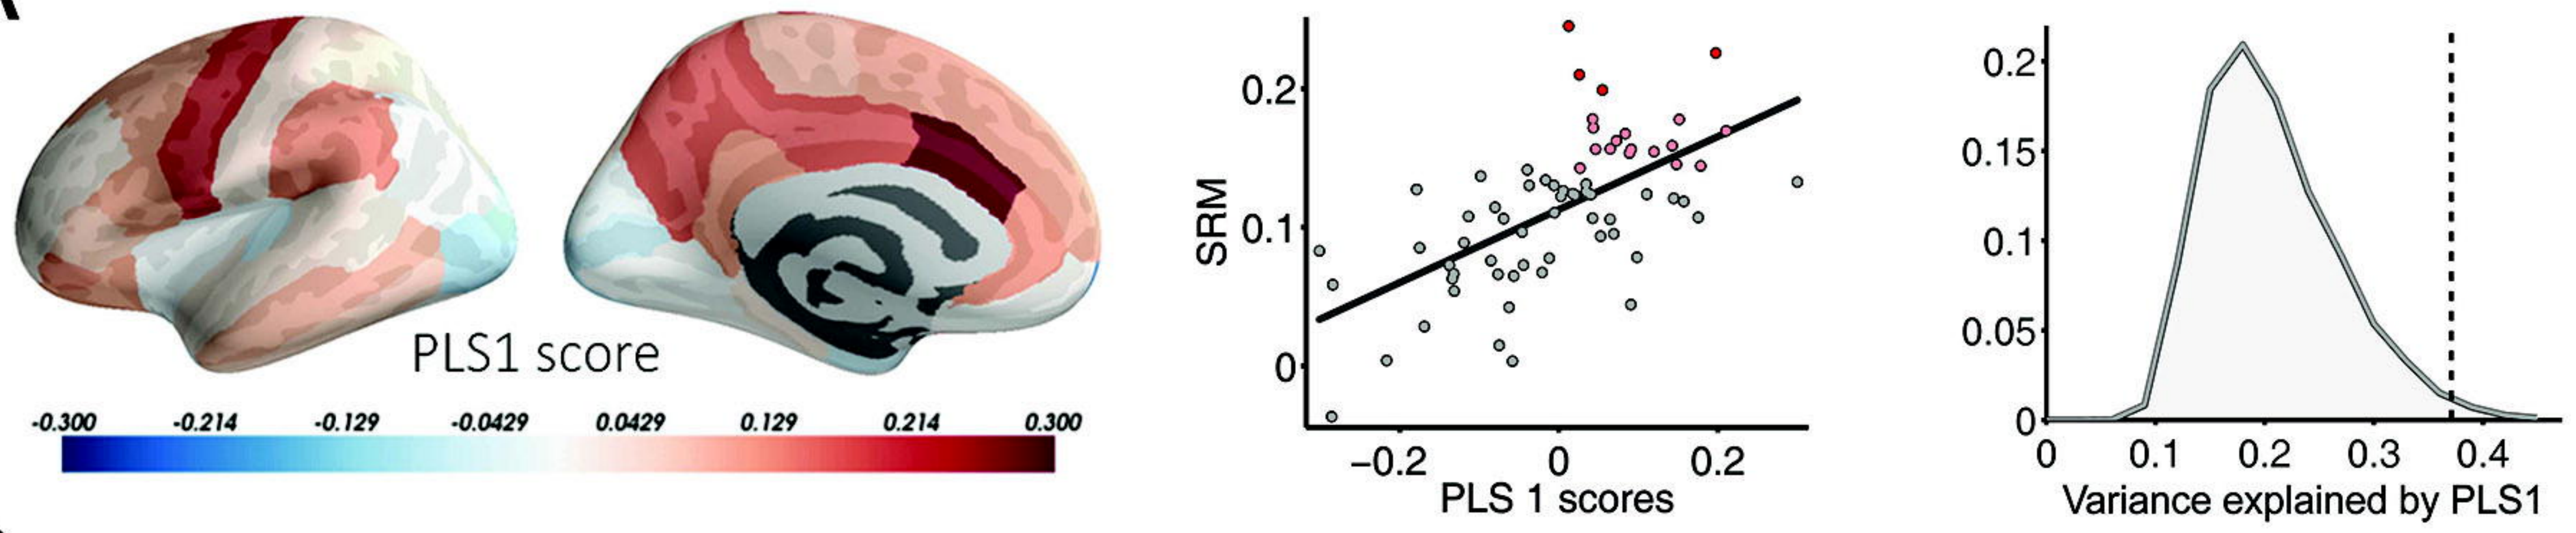 PLS1 score
-0.300 -0.214 -0.129 -0.0429 0.0429 0.129 0.214 0.300
SRM
0.2
0.1
0
−0.2 0 0.2
PLS 1 scores
0.2
0.15
0.1
0.05
0
0 0.1 0.2 0.3 0.4
Variance explained by PLS1